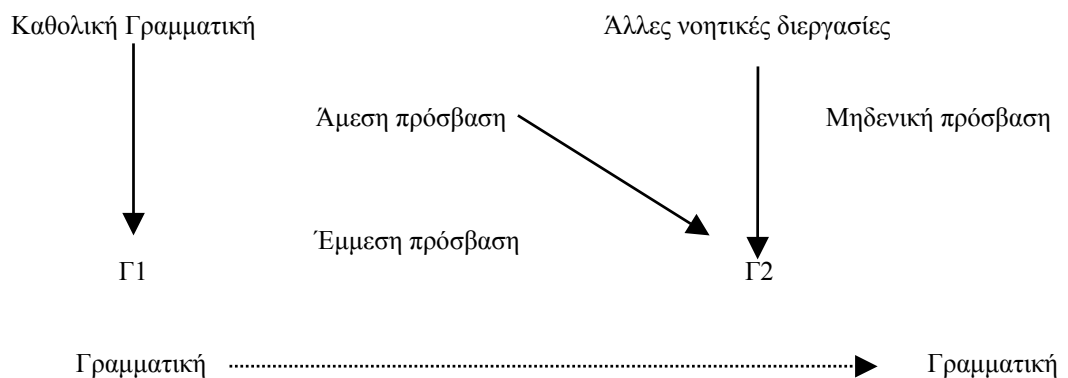 Καθολική Γραμματική Άλλες νοητικές διεργασίες
Άμεση πρόσβαση Μηδενική πρόσβαση
Έμμεση πρόσβαση
Γ1 Γ2
Γραμματική Γραμματική